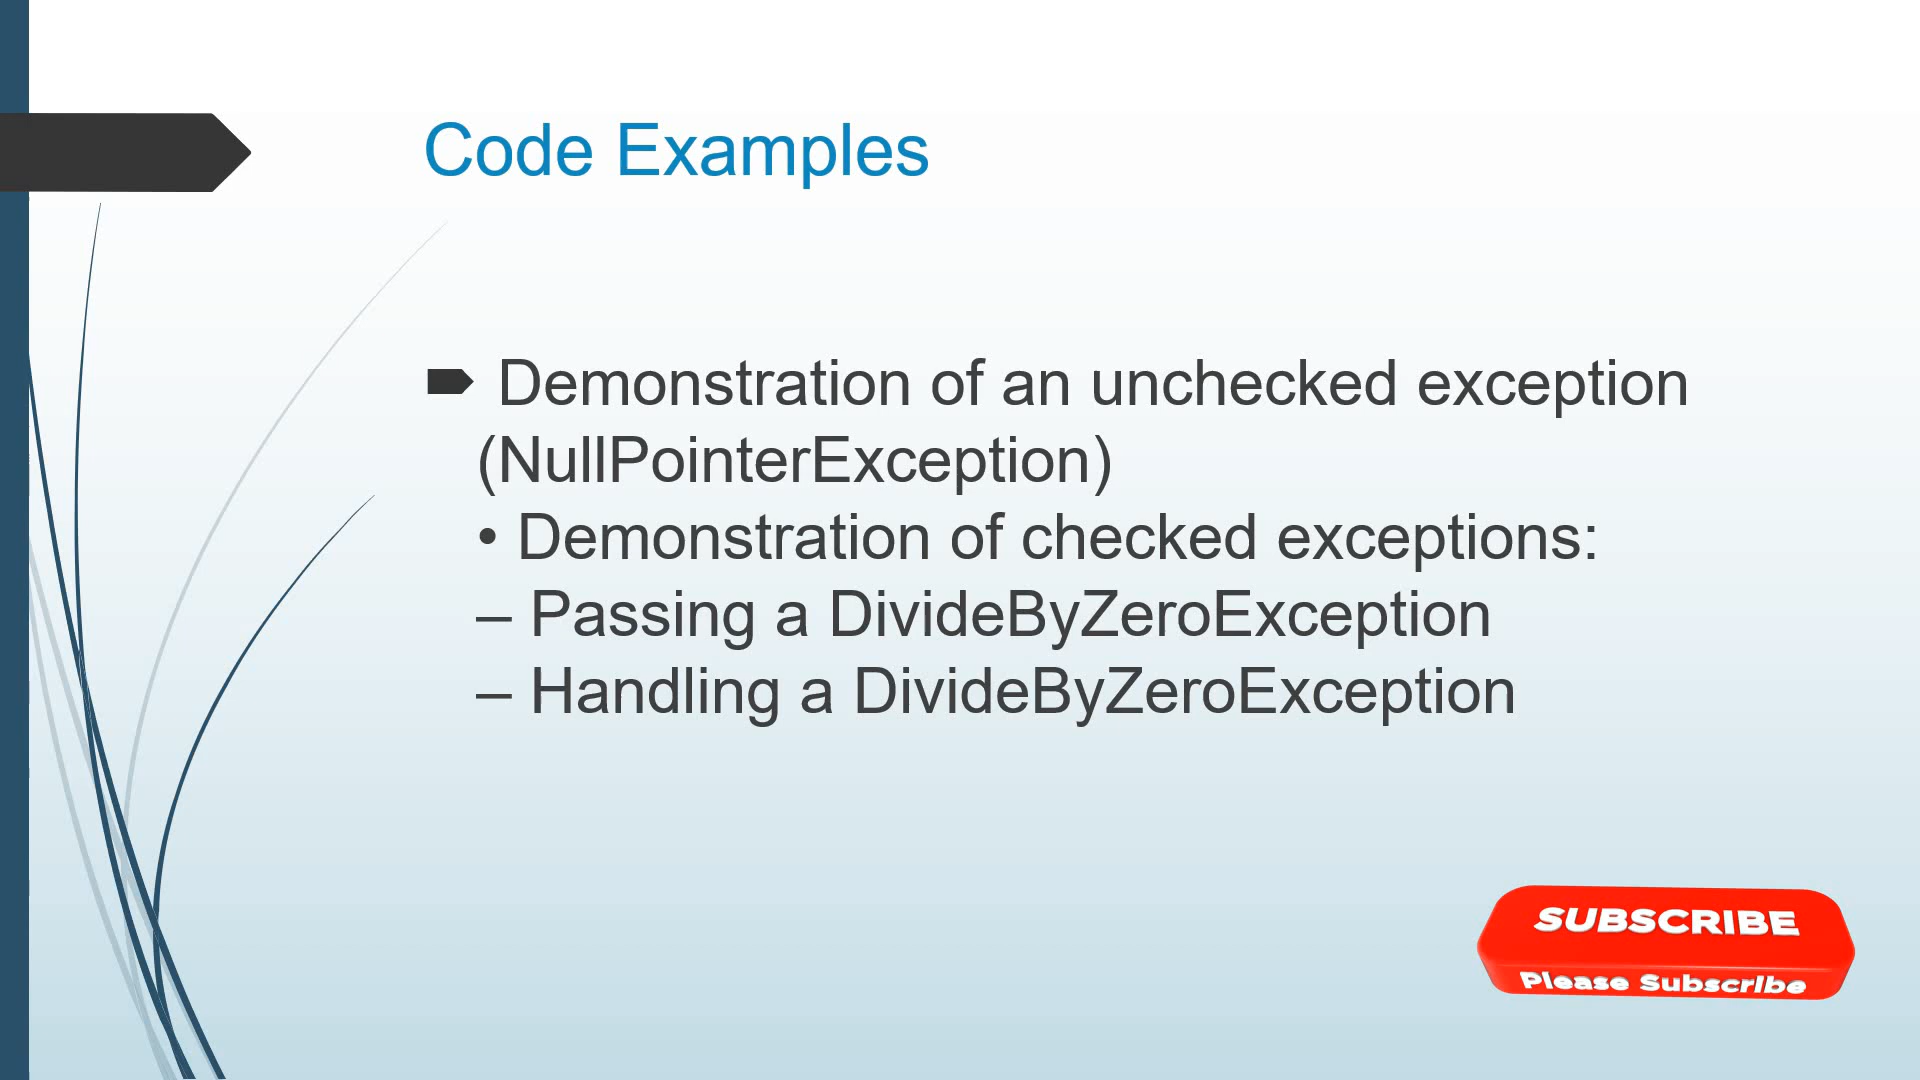 Code Examples
Demonstration of an unchecked exception
(NullPointerException)
• Demonstration of checked exceptions:
– Passing a DivideByZeroException
– Handling a DivideByZeroException
SUBSCRIBE
Please Subscribe